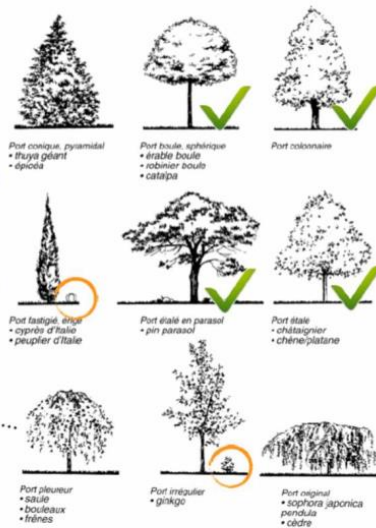 Port conique, pyramidal
• thuya géant
• épicéa
Port boule, sphérique
• érable boule
• robinier boule
• catalpa
Port colonnaire
Port fastigié, érigé
• cyprès d'Italie
• peuplier d'Italie
Port étalé en parasol
• pin parasol
Port étalé
• châtaignier
• chêne/platane
Port pleureur
• saule
• bouleaux
• frênes
Port irrégulier
• ginkgo
Port original
• sophora japonica
pendula
• cèdre